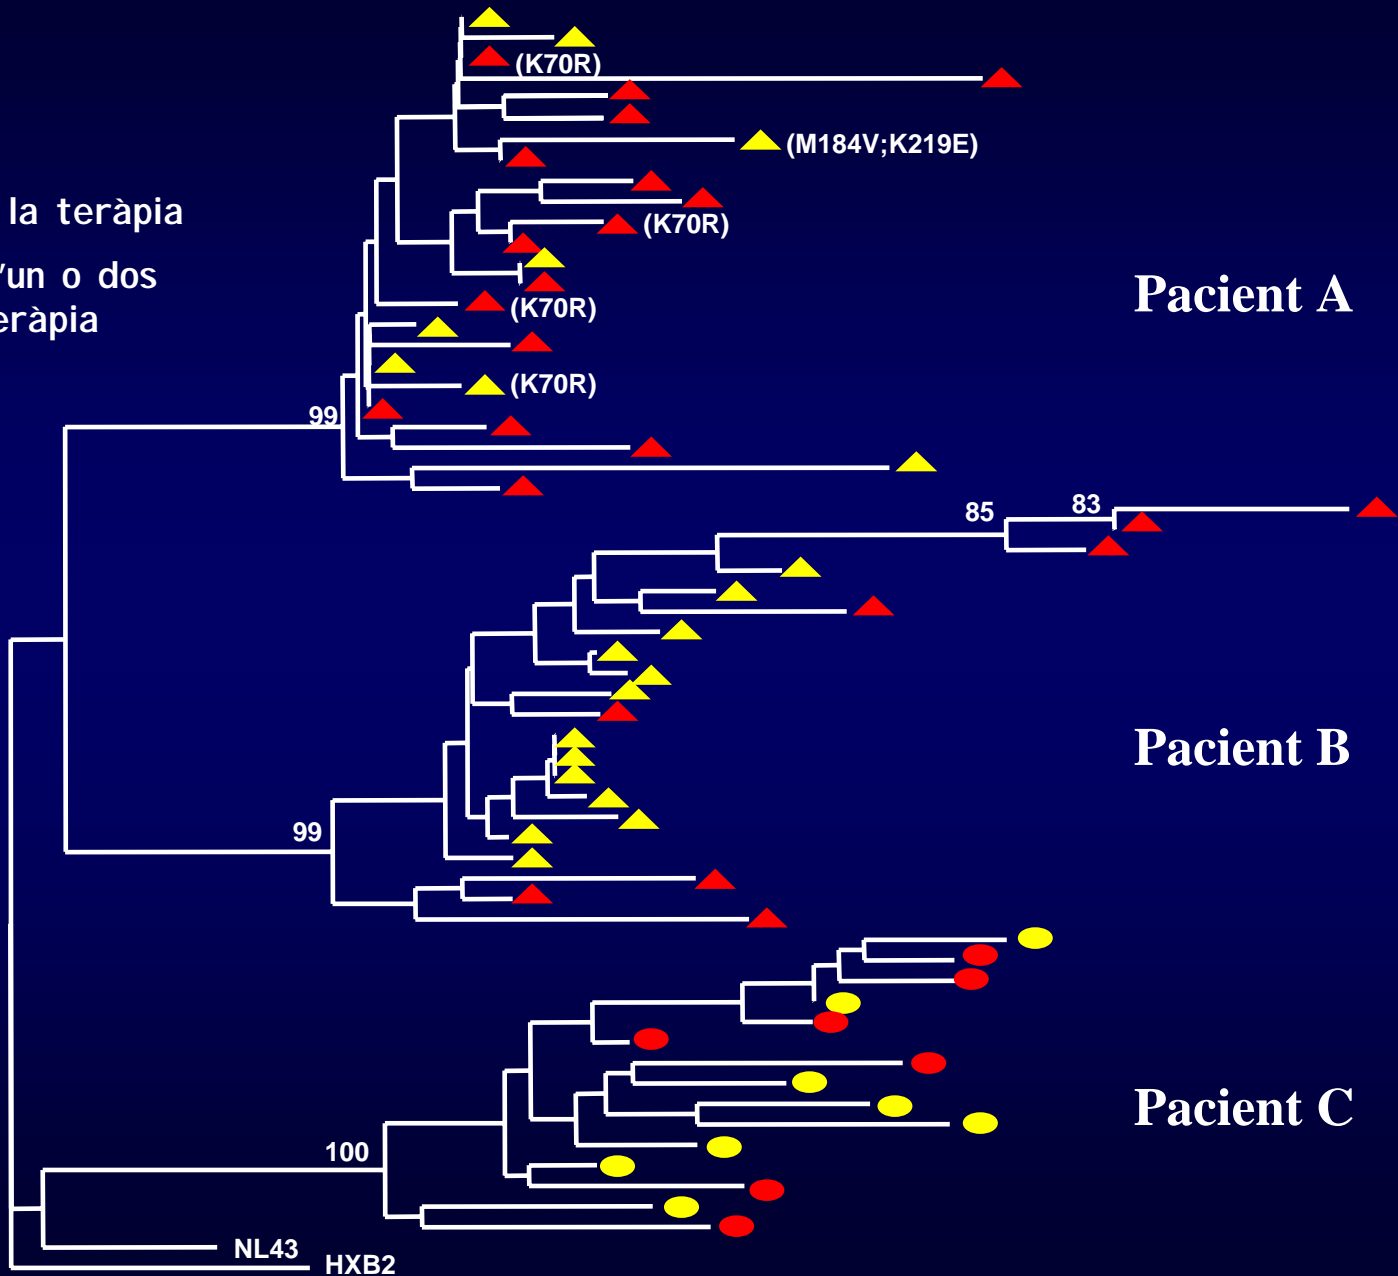 (K70R)
(M184V;K219E)
la teràpia
(K70R)
'un o dos
Pacient A
(K70R)
teràpia
(K70R)
99
85
83
Pacient B
99
Pacient C
100
NL43
HXB2